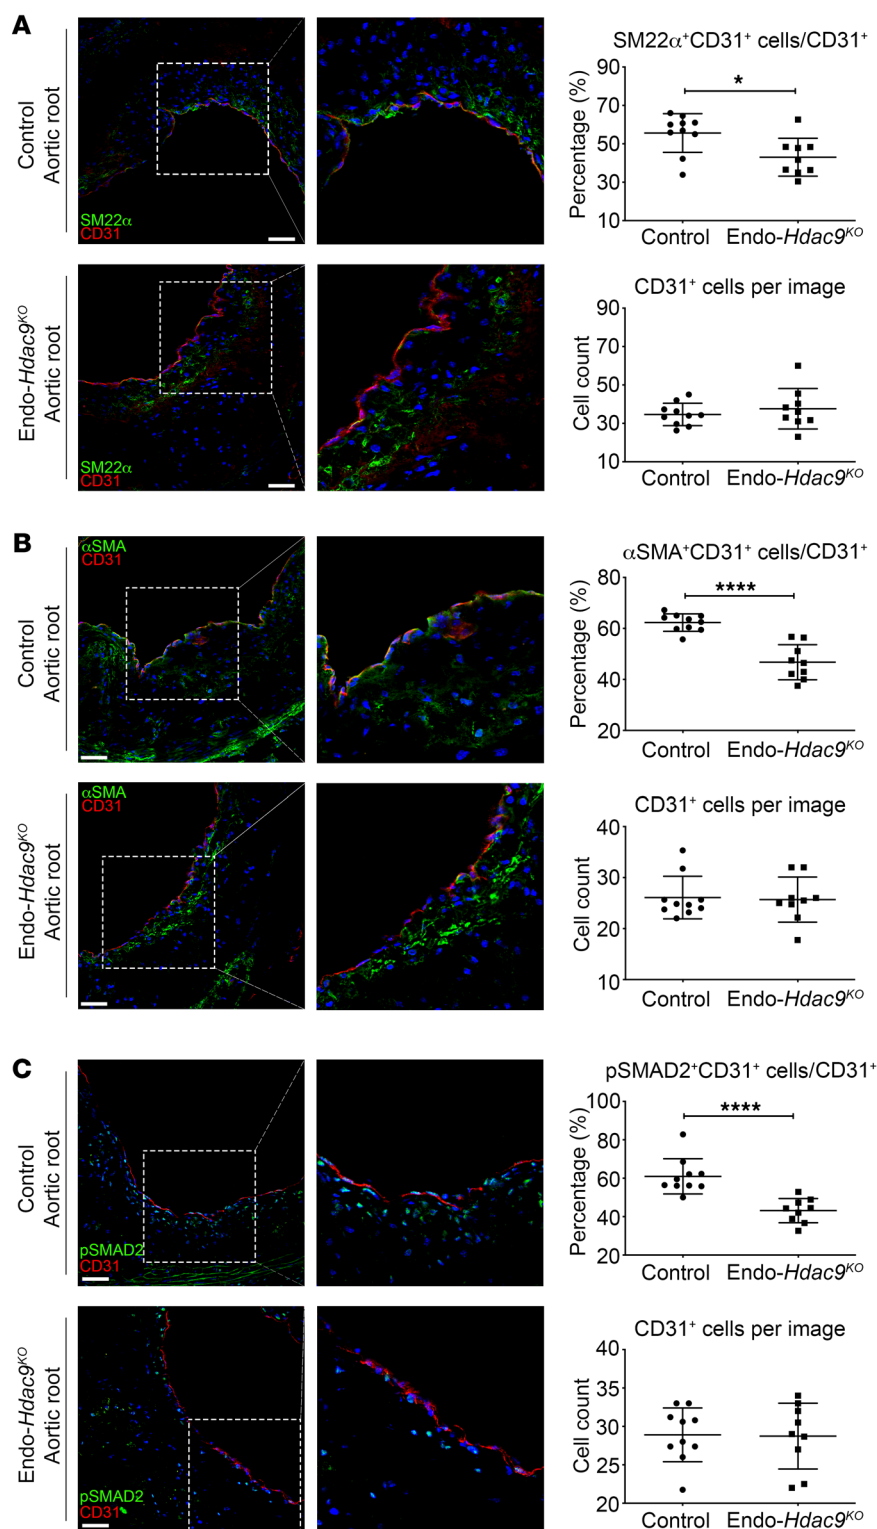 A
Control
Aortic root
SM22α
CD31
SM22α⁺CD31⁺ cells/CD31⁺
Percentage (%)
90
70
50
30
10
*
Control
Endo-Hdac9ᴷᴼ
Endo-Hdac9ᴷᴼ
Aortic root
SM22α
CD31
CD31⁺ cells per image
Cell count
90
70
50
30
10
Control
Endo-Hdac9ᴷᴼ
B
Control
Aortic root
αSMA
CD31
αSMA⁺CD31⁺ cells/CD31⁺
Percentage (%)
80
60
40
20
****
Control
Endo-Hdac9ᴷᴼ
Endo-Hdac9ᴷᴼ
Aortic root
αSMA
CD31
CD31⁺ cells per image
Cell count
40
30
20
10
Control
Endo-Hdac9ᴷᴼ
C
Control
Aortic root
pSMAD2
CD31
pSMAD2⁺CD31⁺ cells/CD31⁺
Percentage (%)
100
80
60
40
20
****
Control
Endo-Hdac9ᴷᴼ
Endo-Hdac9ᴷᴼ
Aortic root
pSMAD2
CD31
CD31⁺ cells per image
Cell count
40
35
30
25
20
Control
Endo-Hdac9ᴷᴼ